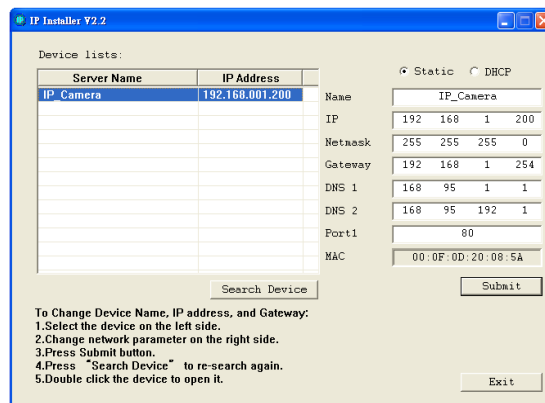 IP Installer V2.2
Device lists:
Server Name IP Address
IP_Camera 192.168.001.200
Static DHCP
Name IP_Camera
IP 192 168 1 200
Netmask 255 255 255 0
Gateway 192 168 1 254
DNS 1 168 95 1 1
DNS 2 168 95 192 1
Port1 80
MAC 00:0F:0D:20:08:5A
Search Device Submit
To Change Device Name, IP address, and Gateway:
1.Select the device on the left side.
2.Change network parameter on the right side.
3.Press Submit button.
4.Press “Search Device” to re-search again.
5.Double click the device to open it.
Exit